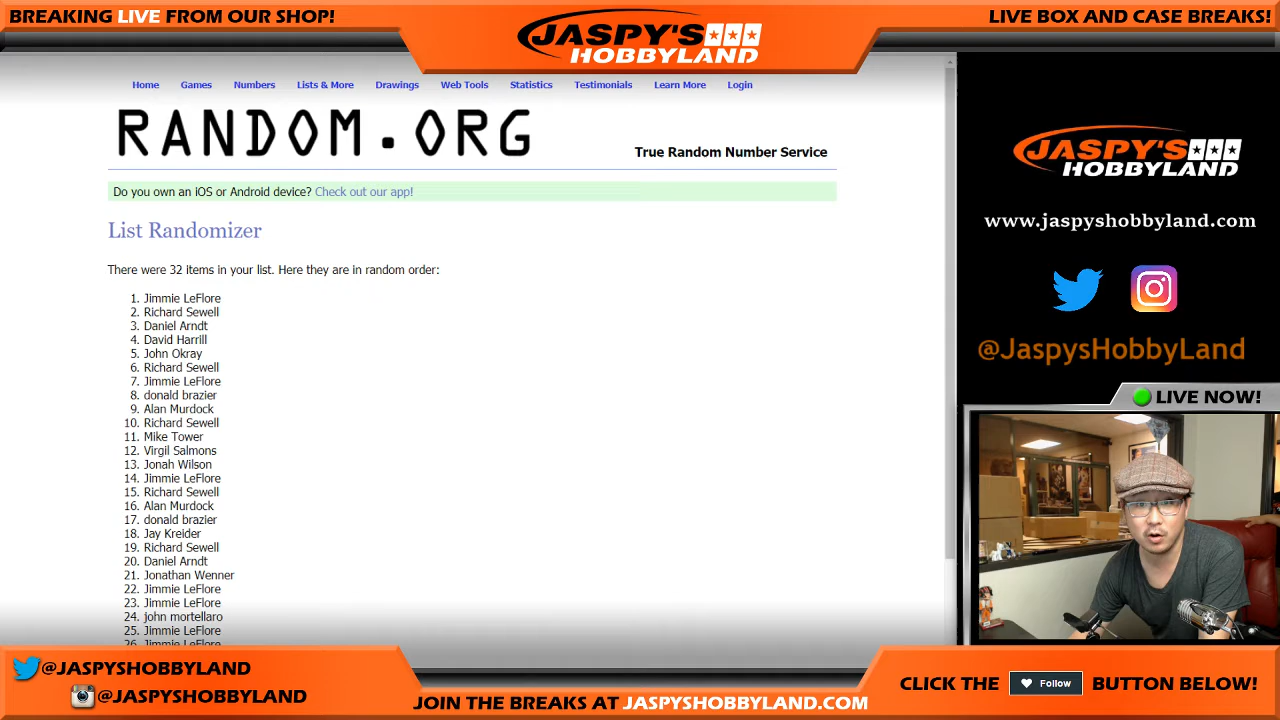 BREAKING LIVE FROM OUR SHOP!
JASPY'S
HOBBYLAND
LIVE BOX AND CASE BREAKS!
Home Games Numbers Lists & More Drawings Web Tools Statistics Testimonials Learn More Login
RANDOM.ORG
True Random Number Service
Do you own an iOS or Android device? Check out our app!
List Randomizer
There were 32 items in your list. Here they are in random order:
1. Jimmie LeFlore
2. Richard Sewell
3. Daniel Arndt
4. David Harrill
5. John Okray
6. Richard Sewell
7. Jimmie LeFlore
8. donald brazier
9. Alan Murdock
10. Richard Sewell
11. Mike Tower
12. Virgil Salmons
13. Jonah Wilson
14. Jimmie LeFlore
15. Richard Sewell
16. Alan Murdock
17. donald brazier
18. Jay Kreider
19. Richard Sewell
20. Daniel Arndt
21. Jonathan Wenner
22. Jimmie LeFlore
23. Jimmie LeFlore
24. john mortellaro
25. Jimmie LeFlore
26. Jimmie LeFlore
JASPY'S
HOBBYLAND
www.jaspyshobbyland.com
@JaspysHobbyLand
LIVE NOW!
@JASPYSHOBBYLAND
@JASPYSHOBBYLAND
JOIN THE BREAKS AT JASPYSHOBBYLAND.COM
CLICK THE Follow BUTTON BELOW!